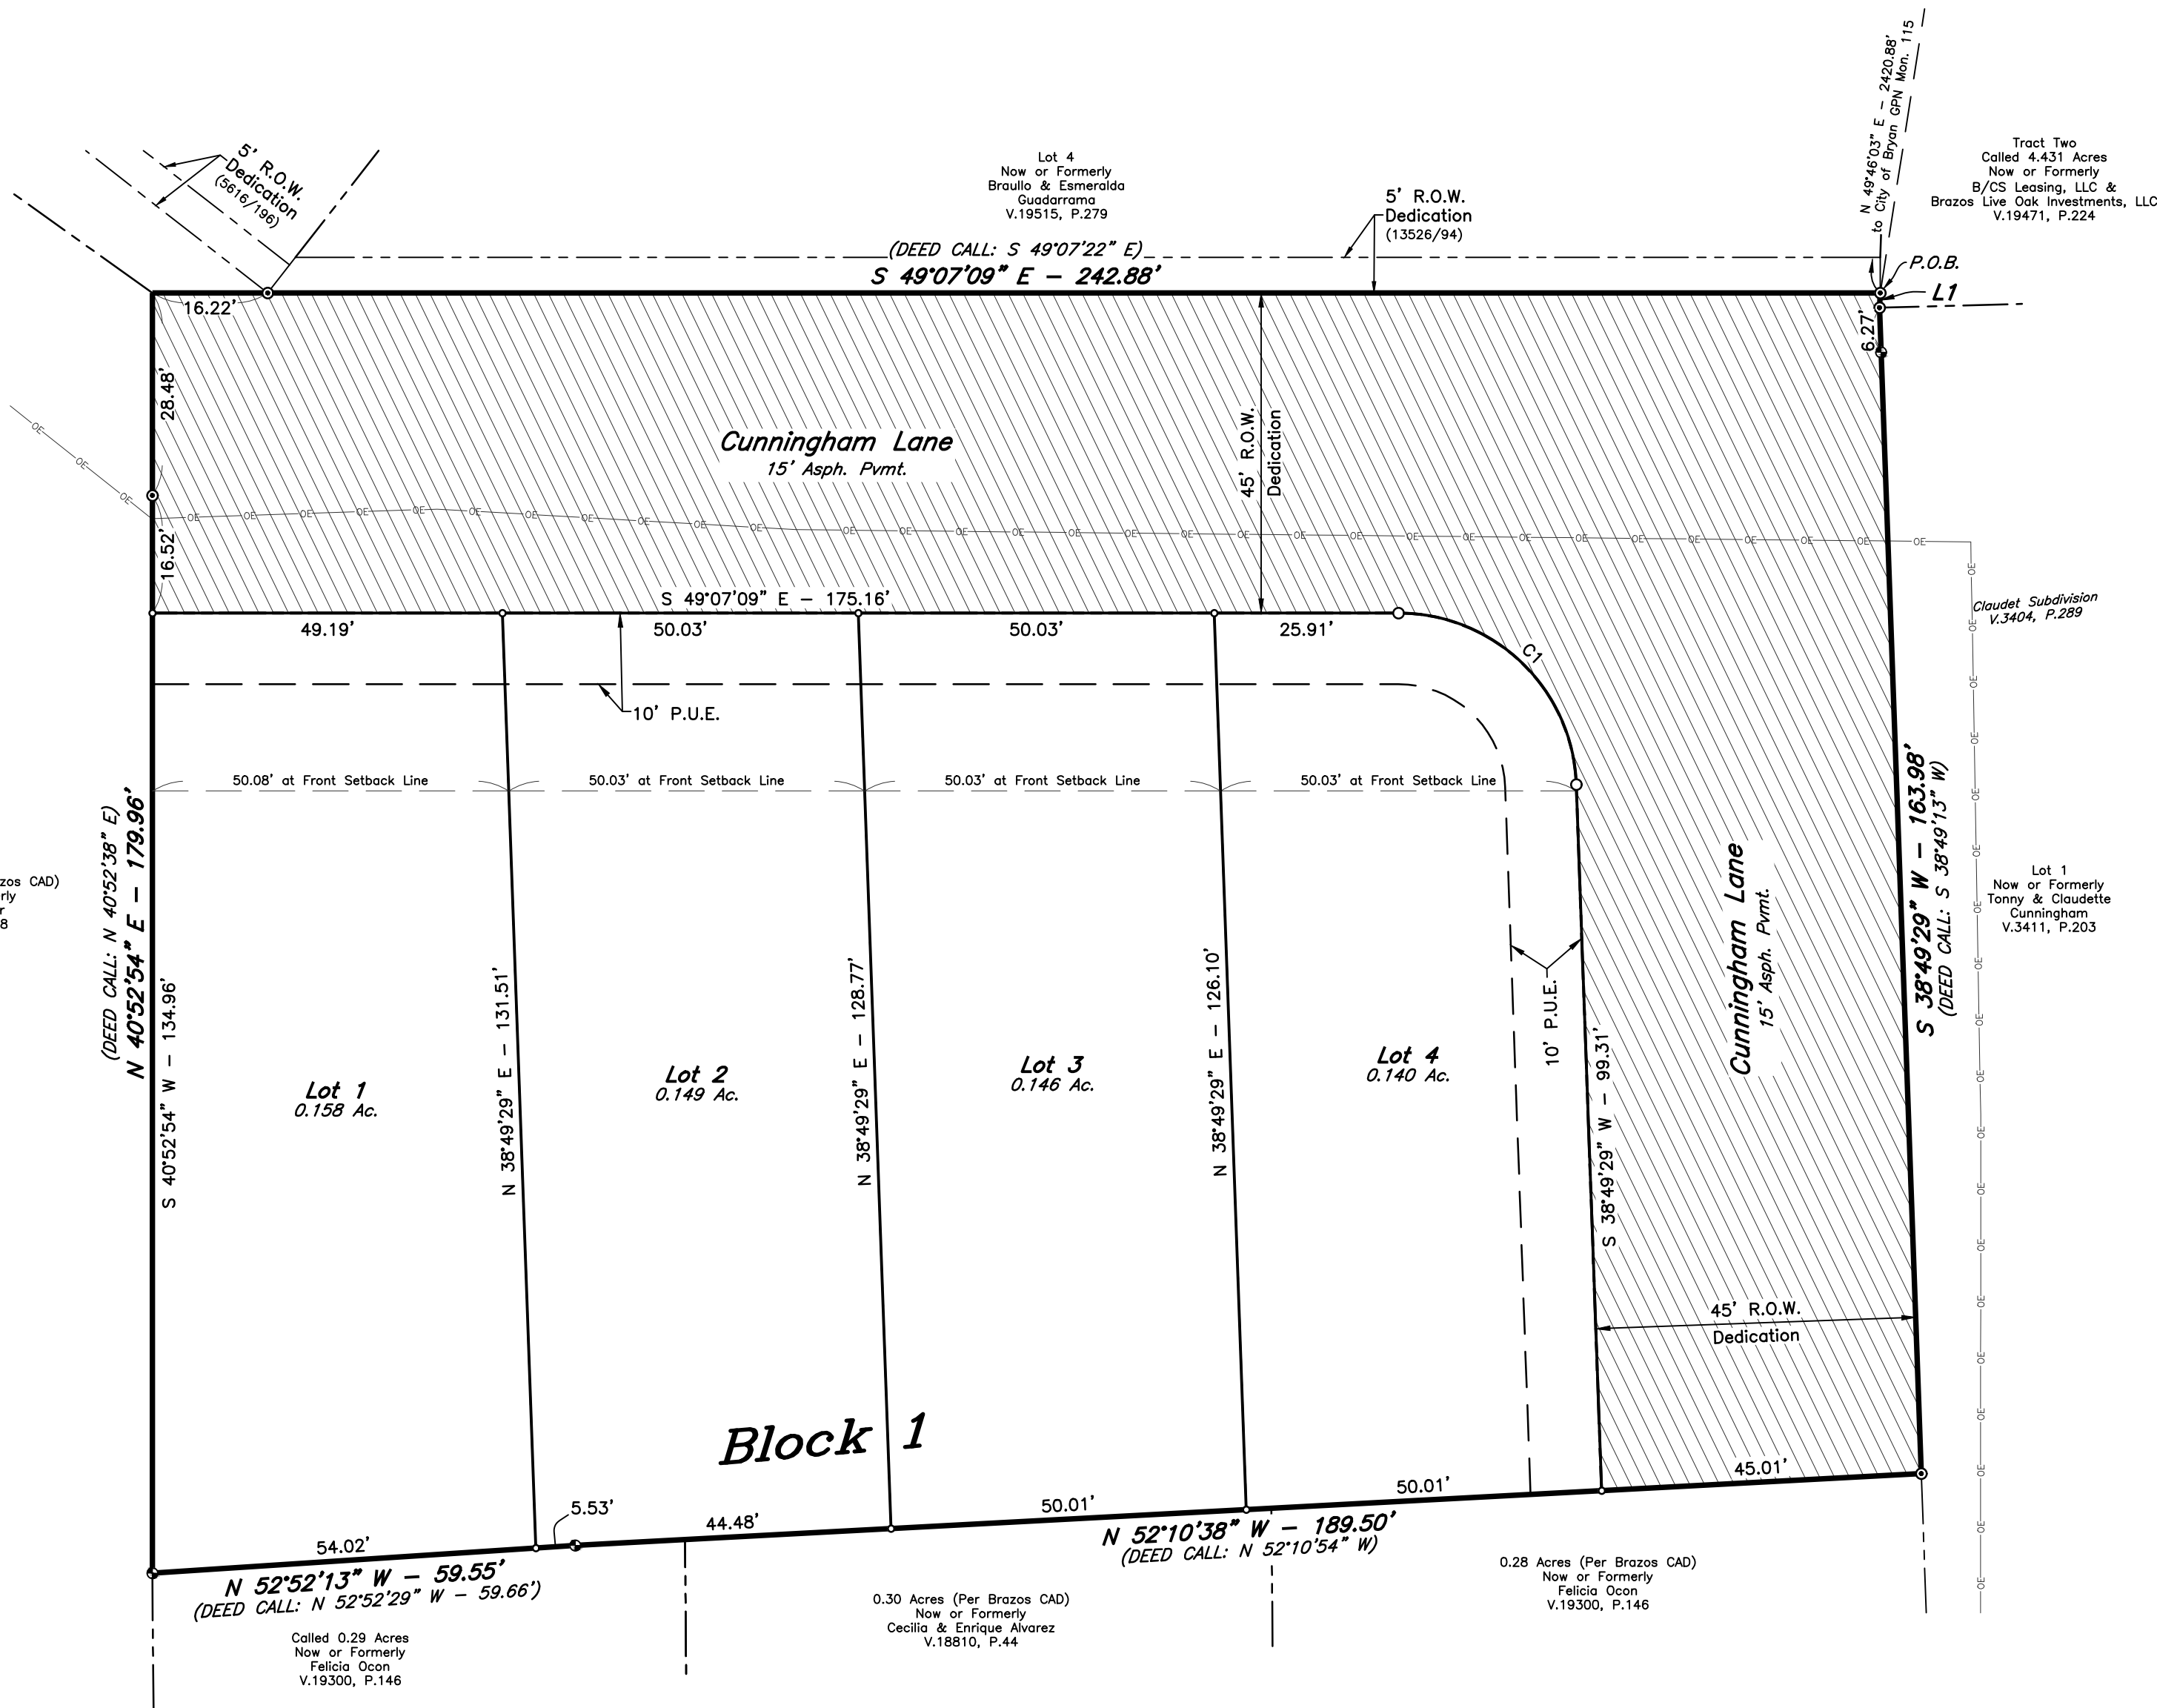 N 49°46'03" E - 2420.88'
to City of Bryan GPN Mon. 115
Tract Two
Called 4.431 Acres
Now or Formerly
B/CS Leasing, LLC &
Brazos Live Oak Investments, LLC
V.19471, P.224
5' R.O.W.
Dedication
(5616/196)
Lot 4
Now or Formerly
Braullo & Esmeralda
Guadarrama
V.19515, P.279
5' R.O.W.
Dedication
(13526/94)
(DEED CALL: S 49°07'22" E)
S 49°07'09" E - 242.88'
P.O.B.
L1
16.22'
6.27'
28.48'
Cunningham Lane
15' Asph. Pvmt.
45' R.O.W.
Dedication
16.52'
OE
Claudet Subdivision
V.3404, P.289
S 49°07'09" E - 175.16'
49.19'
50.03'
50.03'
25.91'
C1
10' P.U.E.
50.08' at Front Setback Line
50.03' at Front Setback Line
50.03' at Front Setback Line
50.03' at Front Setback Line
(DEED CALL: N 40°52'38" E)
N 40°52'54" E - 179.96'
S 40°52'54" W - 134.96'
N 38°49'29" E - 131.51'
N 38°49'29" E - 128.77'
N 38°49'29" E - 126.10'
10' P.U.E.
S 38°49'29" W - 99.31'
Cunningham Lane
15' Asph. Pvmt.
S 38°49'29" W - 163.98'
(DEED CALL: S 38°49'13" W)
Lot 1
Now or Formerly
Tonny & Claudette
Cunningham
V.3411, P.203
zos CAD)
rly
r
8
Lot 1
0.158 Ac.
Lot 2
0.149 Ac.
Lot 3
0.146 Ac.
Lot 4
0.140 Ac.
45' R.O.W.
Dedication
Block 1
54.02'
5.53'
44.48'
50.01'
50.01'
45.01'
N 52°52'13" W - 59.55'
(DEED CALL: N 52°52'29" W - 59.66')
N 52°10'38" W - 189.50'
(DEED CALL: N 52°10'54" W)
Called 0.29 Acres
Now or Formerly
Felicia Ocon
V.19300, P.146
0.30 Acres (Per Brazos CAD)
Now or Formerly
Cecilia & Enrique Alvarez
V.18810, P.44
0.28 Acres (Per Brazos CAD)
Now or Formerly
Felicia Ocon
V.19300, P.146